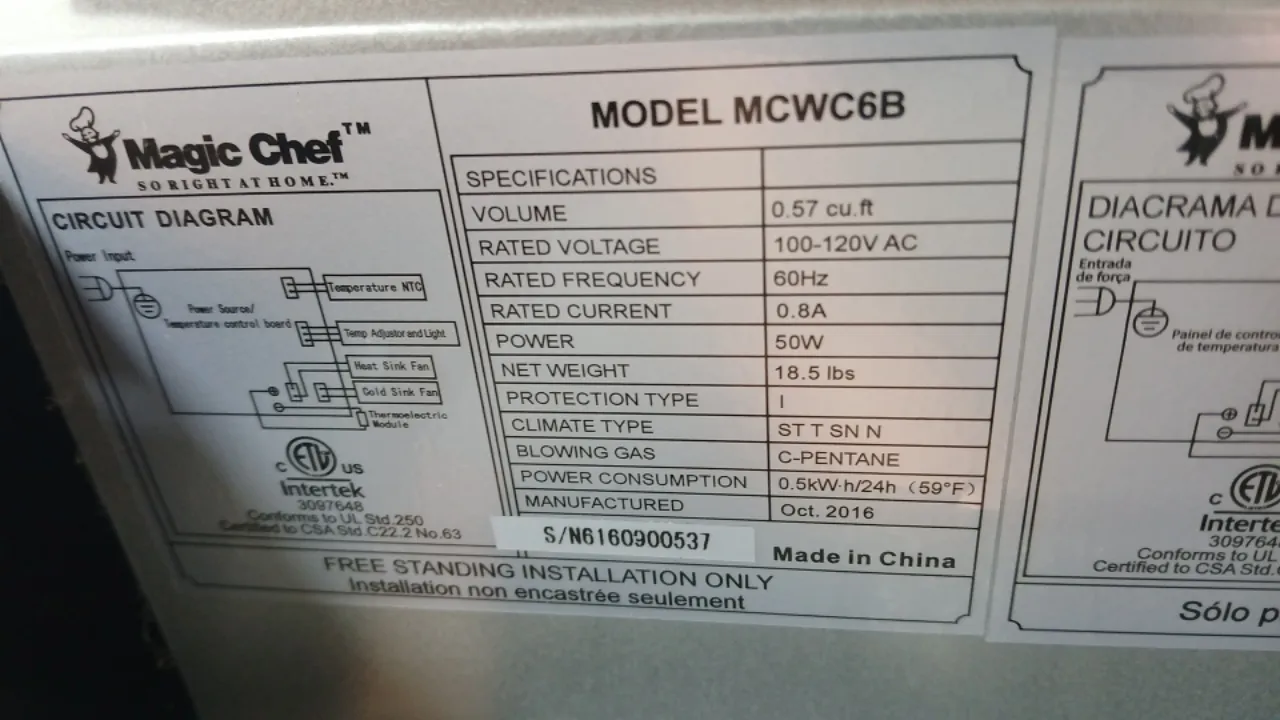 Magic Chef™
SO RIGHT AT HOME.™
CIRCUIT DIAGRAM
Power Input
Temperature NTC
Power Source/
Temperature control board
Temp Adjustor and Light
Heat Sink Fan
Cold Sink Fan
Thermoelectric
Module
C ETL US
Intertek
3097648
Conforms to UL Std.250
Certified to CSA Std.C22.2 No.63
MODEL MCWC6B
SPECIFICATIONS
VOLUME 0.57 cu.ft
RATED VOLTAGE 100-120V AC
RATED FREQUENCY 60Hz
RATED CURRENT 0.8A
POWER 50W
NET WEIGHT 18.5 lbs
PROTECTION TYPE I
CLIMATE TYPE ST T SN N
BLOWING GAS C-PENTANE
POWER CONSUMPTION 0.5kW·h/24h（59°F）
MANUFACTURED Oct. 2016
S/N6160900537
Made in China
FREE STANDING INSTALLATION ONLY
Installation non encastrée seulement
M
SO
DIACRAMA D
CIRCUITO
Entrada
de força
Painel de contro
de temperatura
C ETL
Interte
309764
Conforms to UL
Certified to CSA Std.
Sólo p